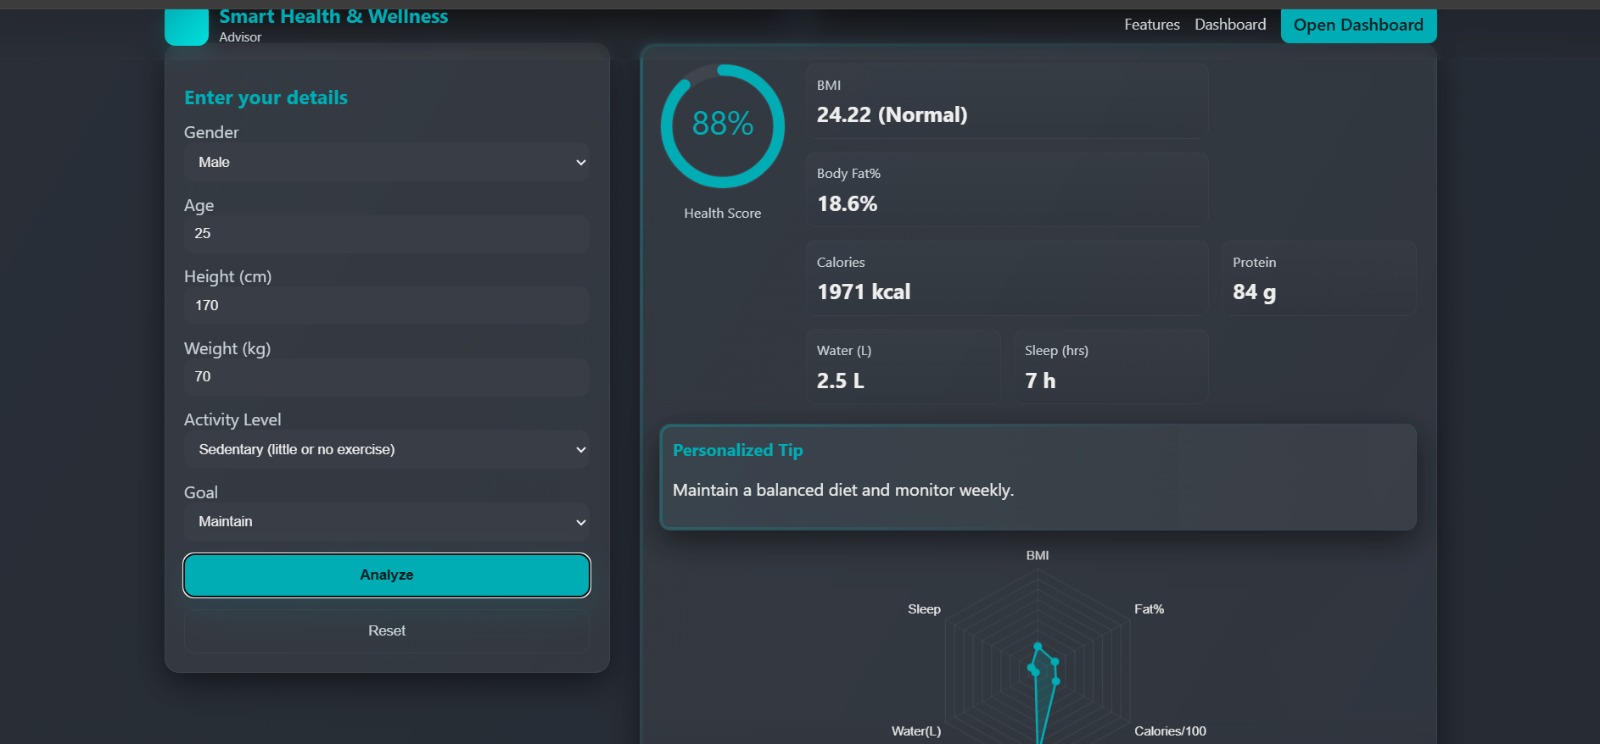 Smart Health & Wellness
Advisor
Features Dashboard Open Dashboard
Enter your details
Gender
Male
Age
25
Height (cm)
170
Weight (kg)
70
Activity Level
Sedentary (little or no exercise)
Goal
Maintain
Analyze
Reset
88%
Health Score
BMI
24.22 (Normal)
Body Fat%
18.6%
Calories
1971 kcal
Protein
84 g
Water (L)
2.5 L
Sleep (hrs)
7 h
Personalized Tip
Maintain a balanced diet and monitor weekly.
BMI
Sleep
Fat%
Water(L)
Calories/100